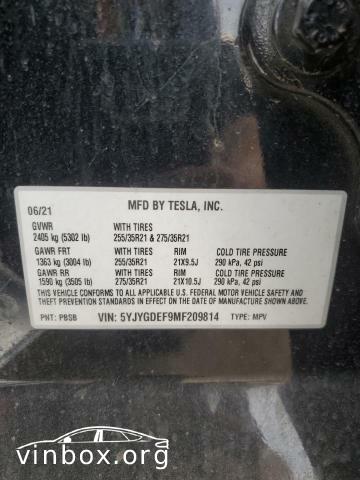 MFD BY TESLA, INC.
06/21
GVWR WITH TIRES
2405 kg (5302 lb) 255/35R21 & 275/35R21
GAWR FRT WITH TIRES RIM COLD TIRE PRESSURE
1363 kg (3004 lb) 255/35R21 21X9.5J 290 kPa, 42 psi
GAWR RR WITH TIRES RIM COLD TIRE PRESSURE
1590 kg (3505 lb) 275/35R21 21X10.5J 290 kPa, 42 psi
THIS VEHICLE CONFORMS TO ALL APPLICABLE FEDERAL MOTOR VEHICLE SAFETY AND
THEFT PREVENTION STANDARDS IN EFFECT ON THE DATE OF MANUFACTURE SHOWN ABOVE.
MANUFACTURED IN THE U.S.
PNT: PBSB VIN: 5YJYGDEF9MF209814 TYPE: MPV
vinbox.org